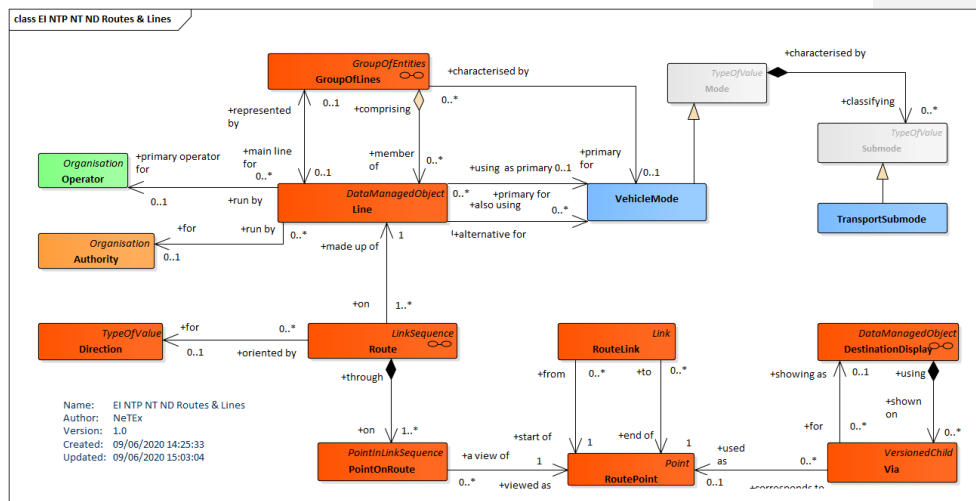 class EI NTP NT ND Routes & Lines
GroupOfEntities
GroupOfLines
+characterised by
0..*
TypeOfValue
Mode
+represented
by
0..1
+comprising
+classifying
0..*
TypeOfValue
Submode
Organisation
Operator
+primary operator
for
+main line
for
0..*
0..1
+member
of
0..*
+using as primary
0..1
+primary
for
0..1
0..1
+run by
DataManagedObject
Line
0..*
+primary for
+also using
0..*
VehicleMode
TransportSubmode
Organisation
Authority
+for
0..1
+run by
0..*
+made up of
1
+alternative for
+on
1..*
TypeOfValue
Direction
+for
0..1
0..*
+oriented by
LinkSequence
Route
Link
RouteLink
DataManagedObject
DestinationDisplay
+through
+from
0..*
+to
0..*
+showing as
0..1
+using
Name: EI NTP NT ND Routes & Lines
Author: NeTEx
Version: 1.0
Created: 09/06/2020 14:25:33
Updated: 09/06/2020 15:03:04
+shown
on
+on
1..*
+start of
1
+end of
1
+used
as
+for
0..*
0..*
PointInLinkSequence
PointOnRoute
+a view of
0..*
1
+viewed as
Point
RoutePoint
0..1
0..*
+corresponds to
VersionedChild
Via